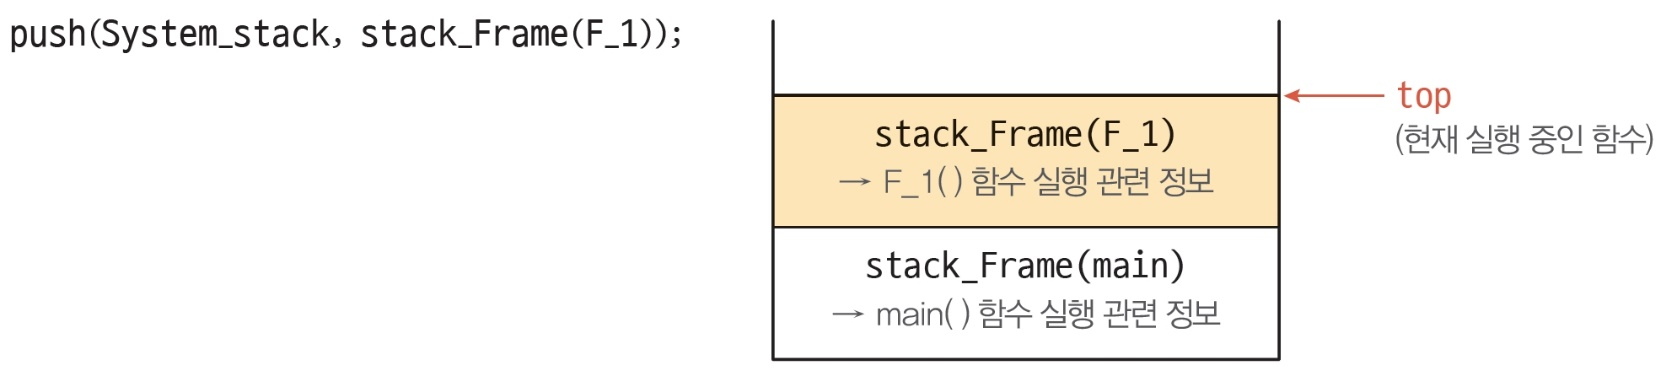 push(System_stack, stack_Frame(F_1));
top
(현재 실행 중인 함수)
stack_Frame(F_1)
→ F_1( ) 함수 실행 관련 정보
stack_Frame(main)
→ main( ) 함수 실행 관련 정보